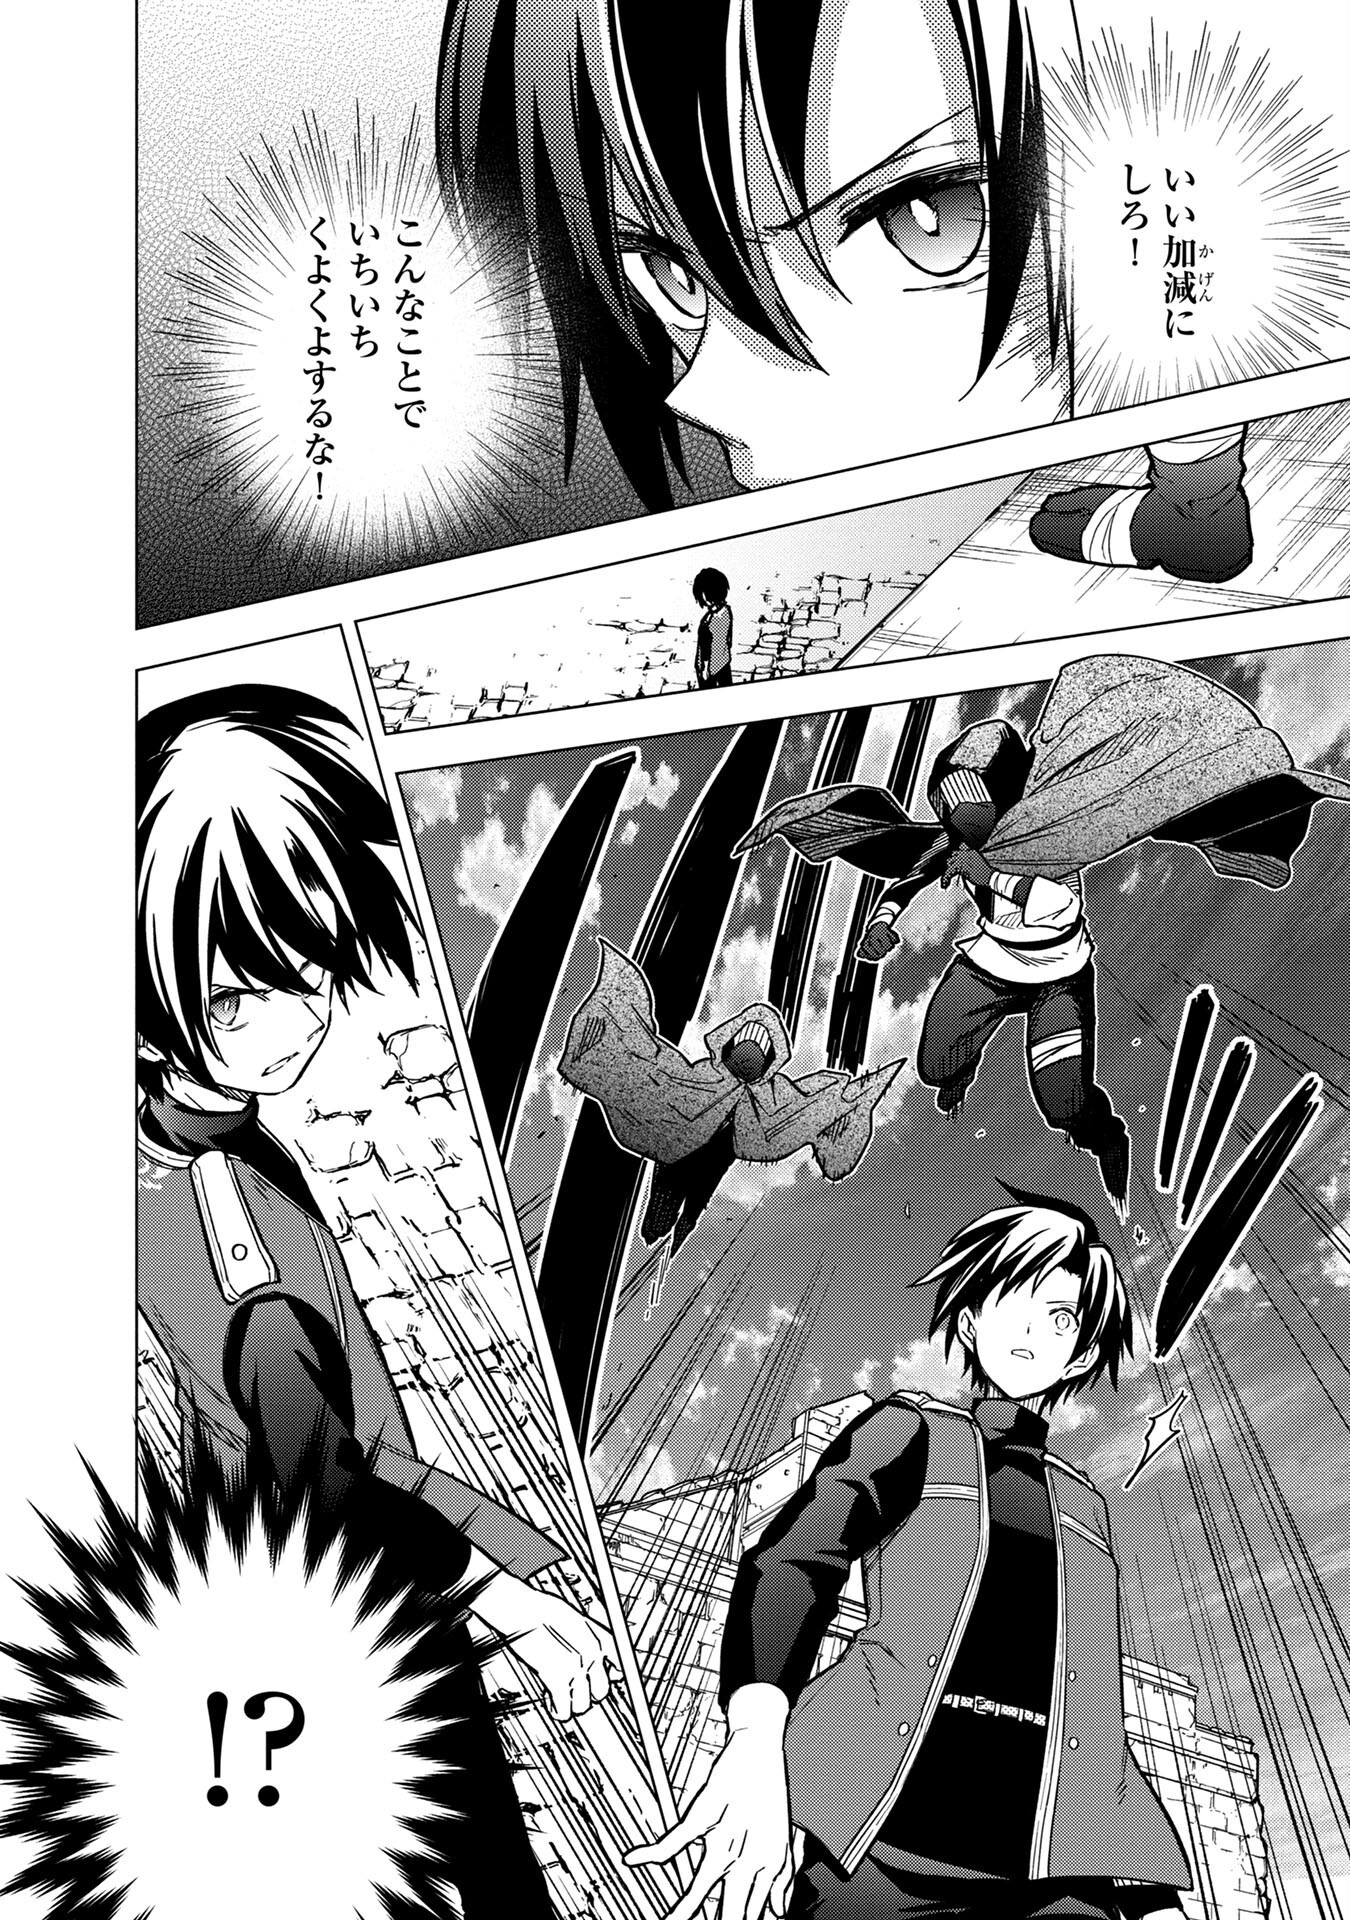 いい加減に
かげん
しろ！
こんなことで
いちいち
くよくよするな！
!?